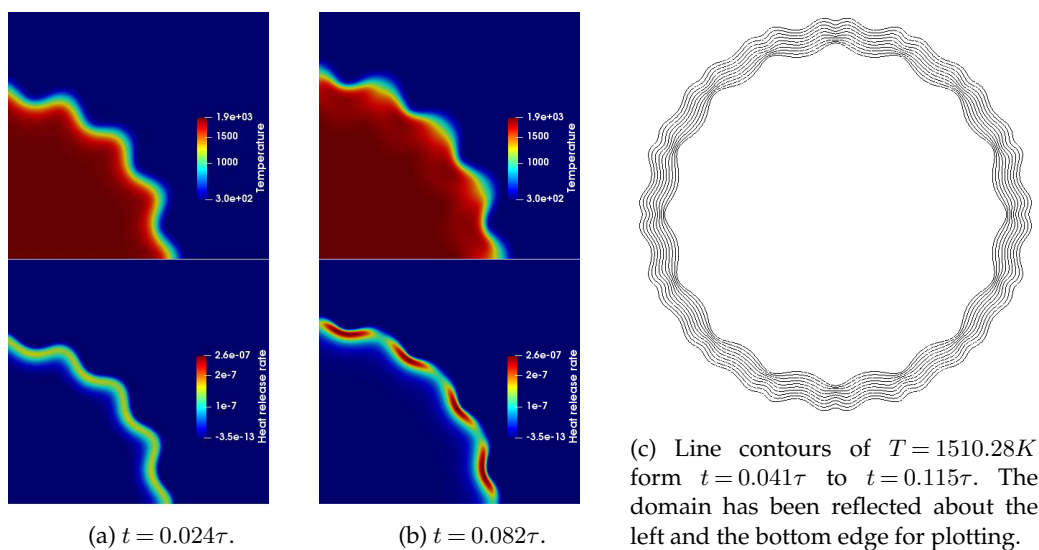 1.9e+03
1500
1000
3.0e+02
Temperature
2.6e-07
2e-7
1e-7
-3.5e-13
Heat release rate
(a) t = 0.024τ.
1.9e+03
1500
1000
3.0e+02
Temperature
2.6e-07
2e-7
1e-7
-3.5e-13
Heat release rate
(b) t = 0.082τ.
(c) Line contours of T = 1510.28K
form t = 0.041τ to t = 0.115τ. The
domain has been reflected about the
left and the bottom edge for plotting.